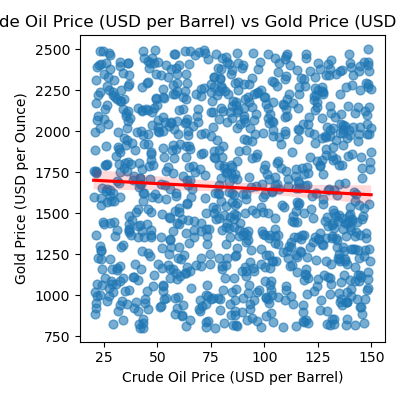 de Oil Price (USD per Barrel) vs Gold Price (USD
2500
2250
2000
1750
1500
1250
1000
750
Gold Price (USD per Ounce)
25 50 75 100 125 150
Crude Oil Price (USD per Barrel)